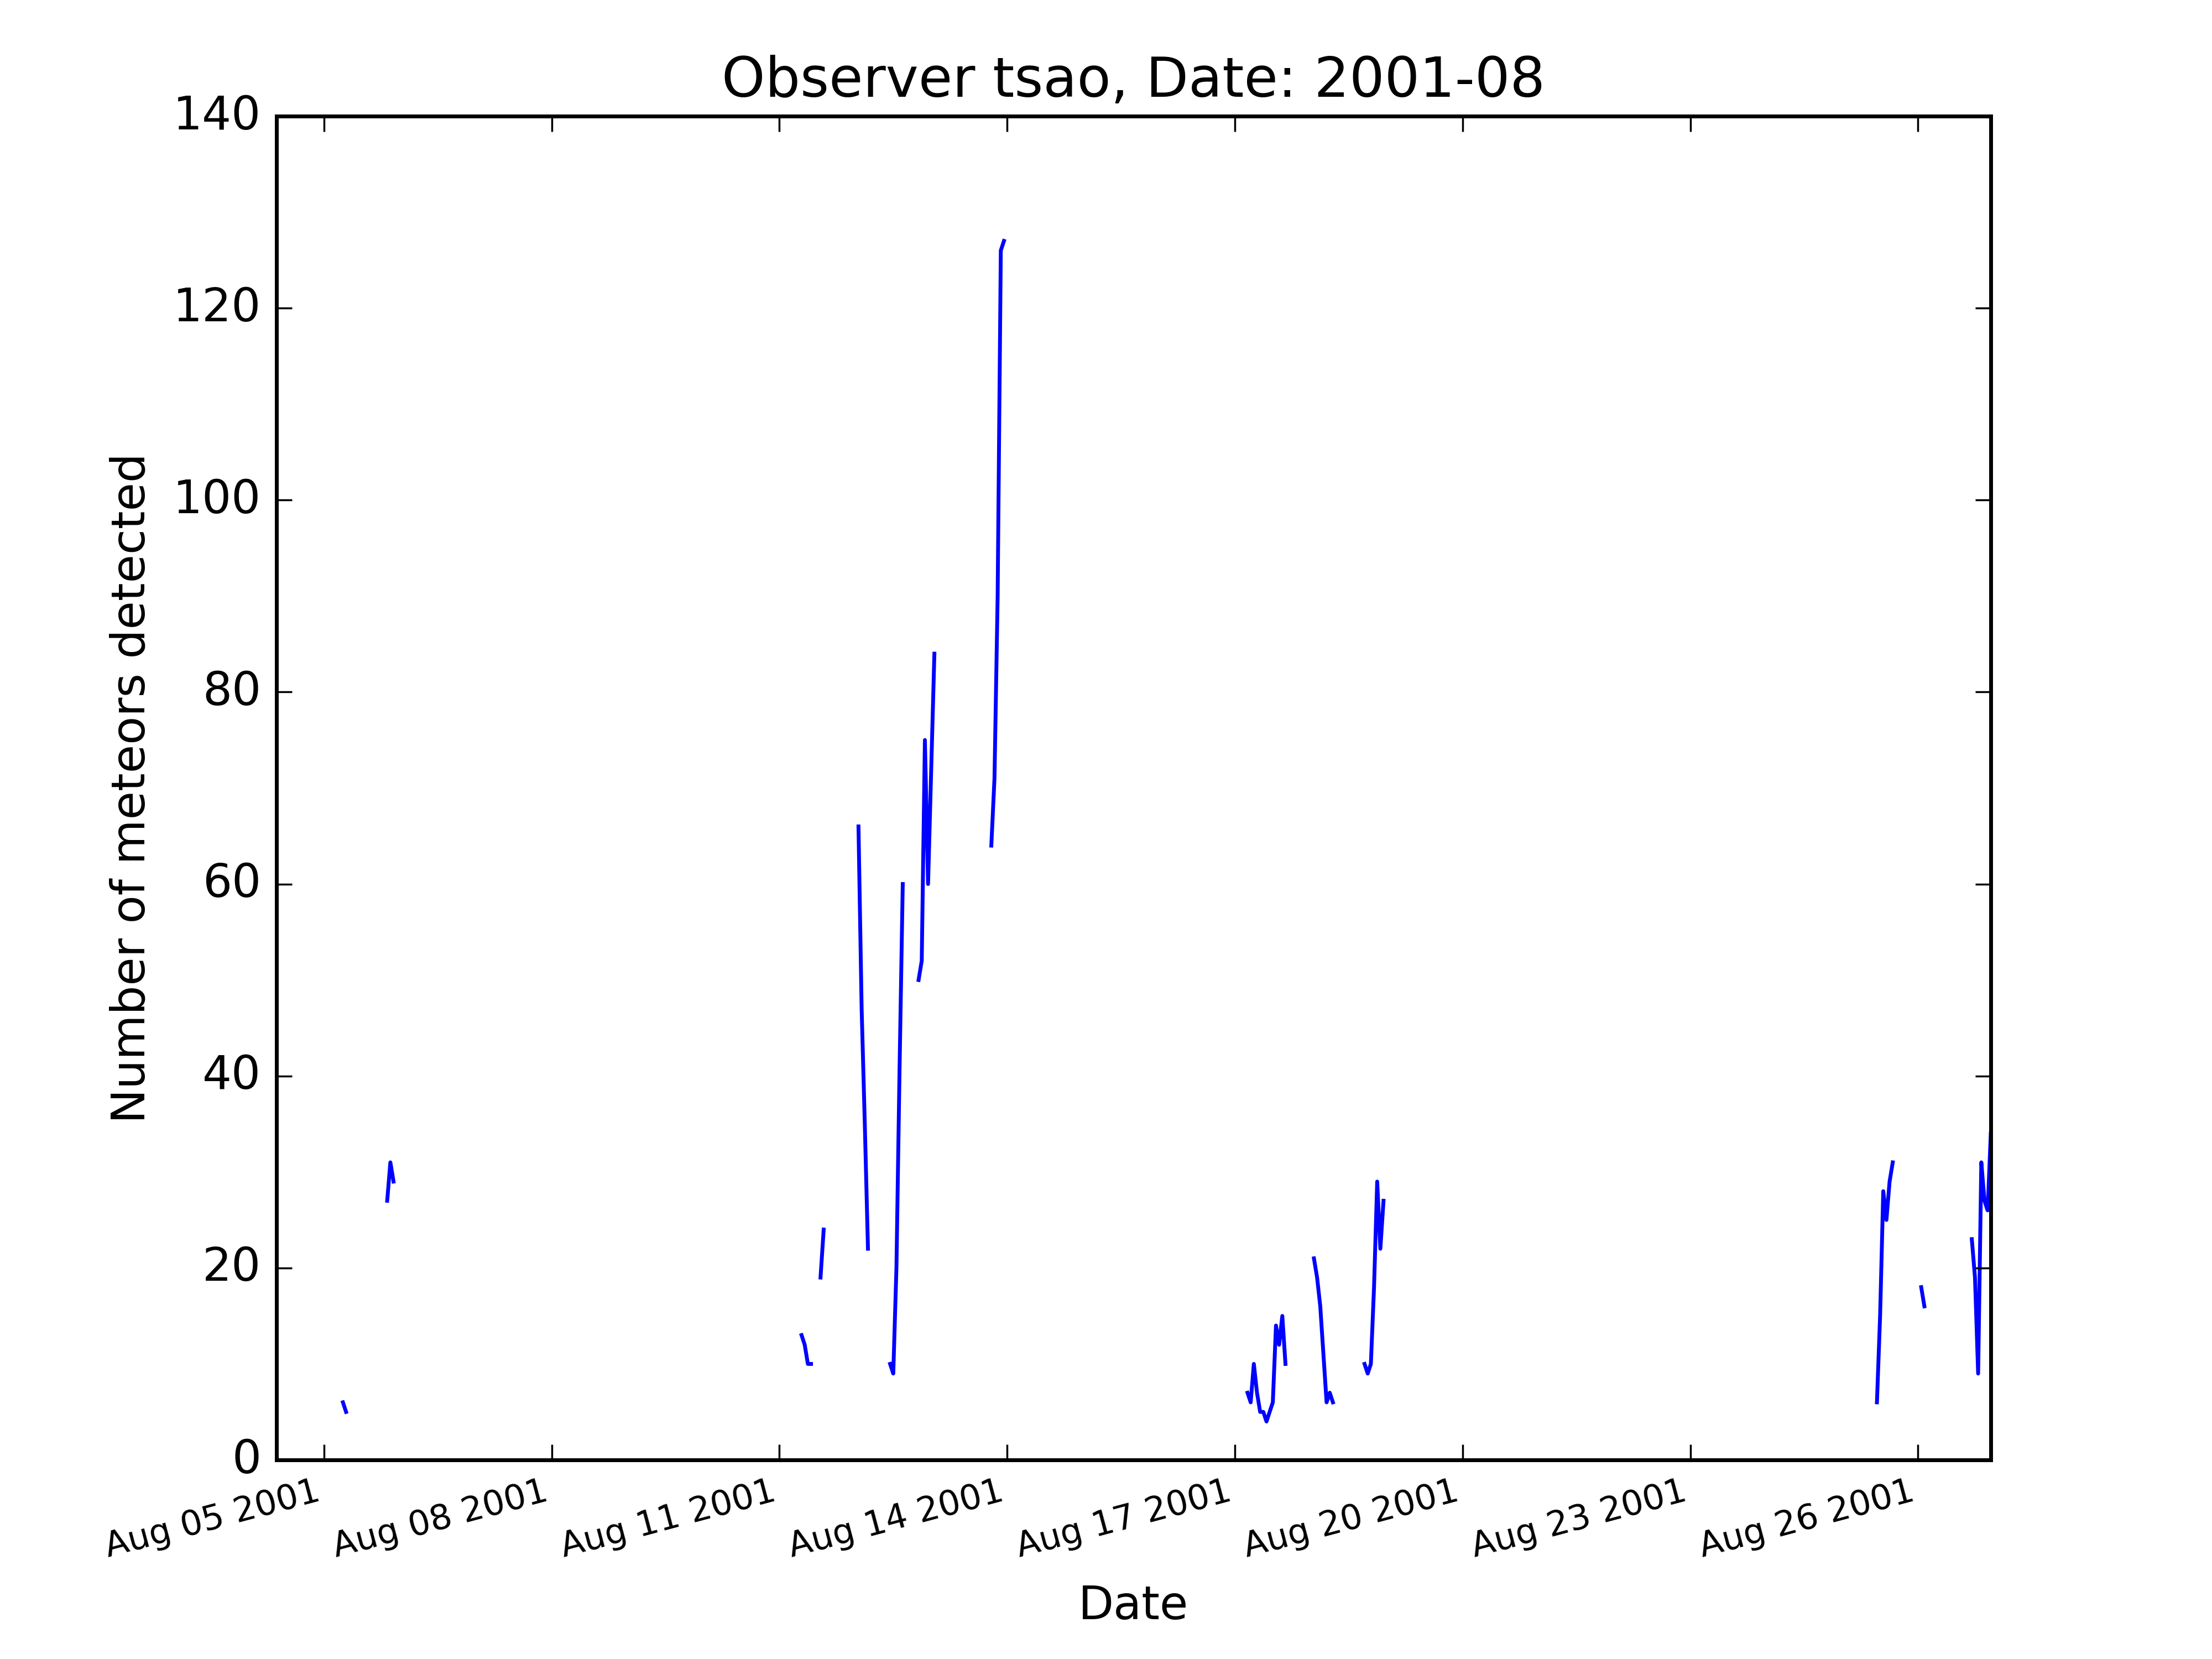 Observer tsao, Date: 2001-08
140
120
100
80
60
40
20
0
Number of meteors detected
Aug 05 2001
Aug 08 2001
Aug 11 2001
Aug 14 2001
Aug 17 2001
Aug 20 2001
Aug 23 2001
Aug 26 2001
Date